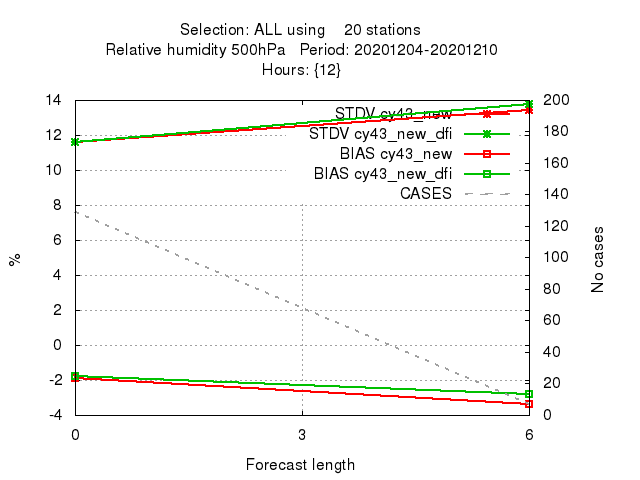 Selection: ALL using 20 stations
Relative humidity 500hPa Period: 20201204-20201210
Hours: {12}
14
12
10
8
6
4
2
0
-2
-4
%
200
180
160
140
120
100
80
60
40
20
0
No cases
STDV cy43_new
STDV cy43_new_dfi
BIAS cy43_new
BIAS cy43_new_dfi
CASES
0 3 6
Forecast length